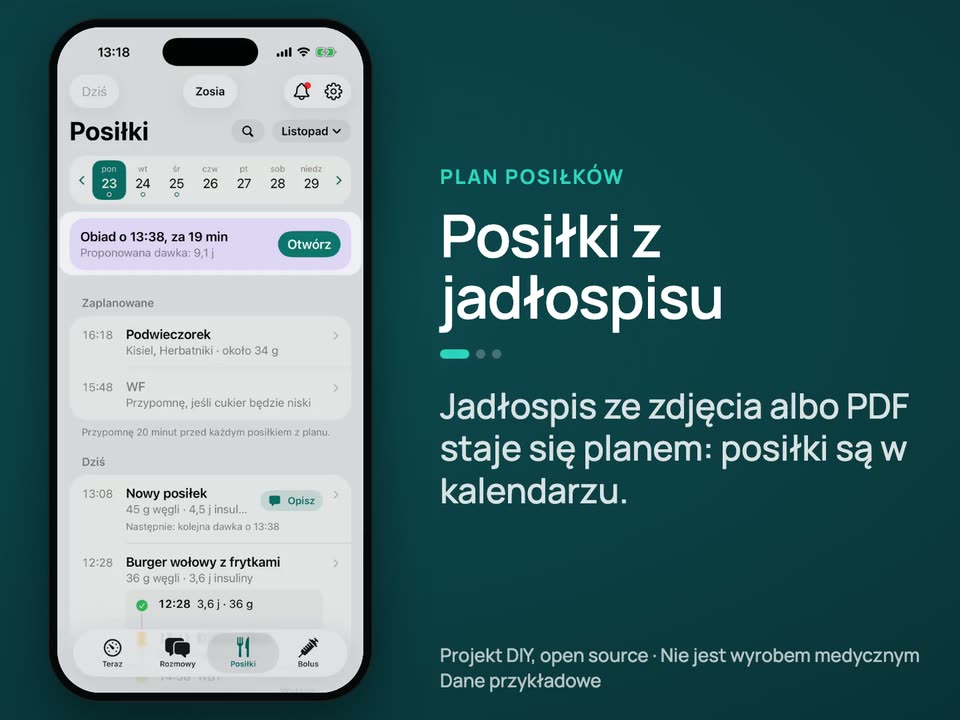 13:18
Dziś
Zosia
Posiłki
Listopad
pon wt śr czw pt sob niedz
23 24 25 26 27 28 29
Obiad o 13:38, za 19 min
Proponowana dawka: 9,1 j
Otwórz
Zaplanowane
16:18 Podwieczorek
Kisiel, Herbatniki · około 34 g
15:48 WF
Przypomnę, jeśli cukier będzie niski
Przypomnę 20 minut przed każdym posiłkiem z planu.
Dziś
13:08 Nowy posiłek
45 g węgli · 4,5 j insul...
Opisz
Następnie: kolejna dawka o 13:38
12:28 Burger wołowy z frytkami
36 g węgli · 3,6 j insuliny
12:28 3,6 j · 36 g
Teraz Rozmowy Posiłki Bolus
PLAN POSIŁKÓW
Posiłki z
jadłospisu
Jadłospis ze zdjęcia albo PDF
staje się planem: posiłki są w
kalendarzu.
Projekt DIY, open source · Nie jest wyrobem medycznym
Dane przykładowe